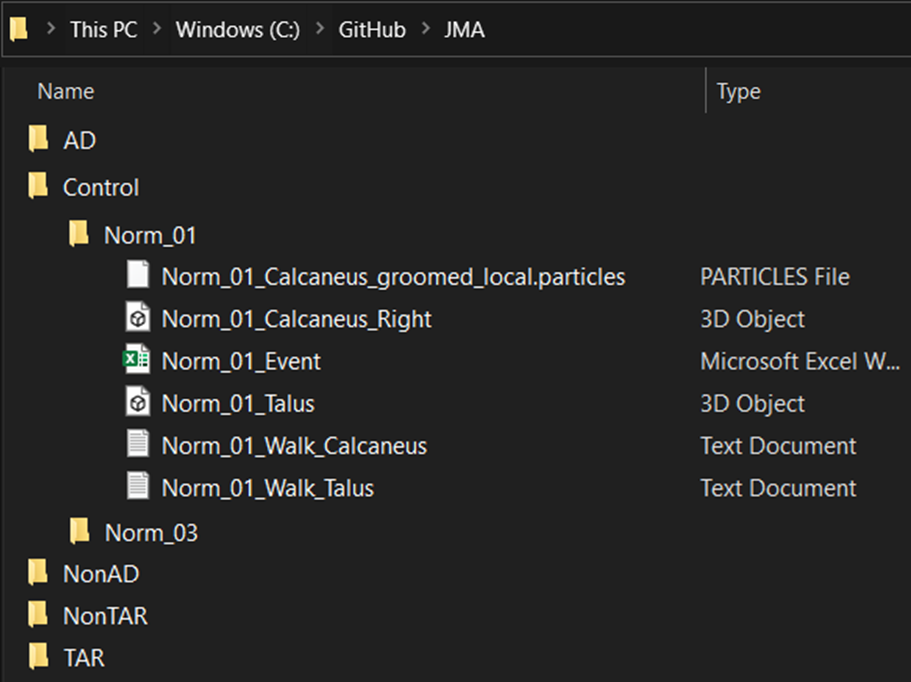 This PC > Windows (C:) > GitHub > JMA
Name Type
AD
Control
Norm_01
Norm_01_Calcaneus_groomed_local.particles PARTICLES File
Norm_01_Calcaneus_Right 3D Object
Norm_01_Event Microsoft Excel W...
Norm_01_Talus 3D Object
Norm_01_Walk_Calcaneus Text Document
Norm_01_Walk_Talus Text Document
Norm_03
NonAD
NonTAR
TAR